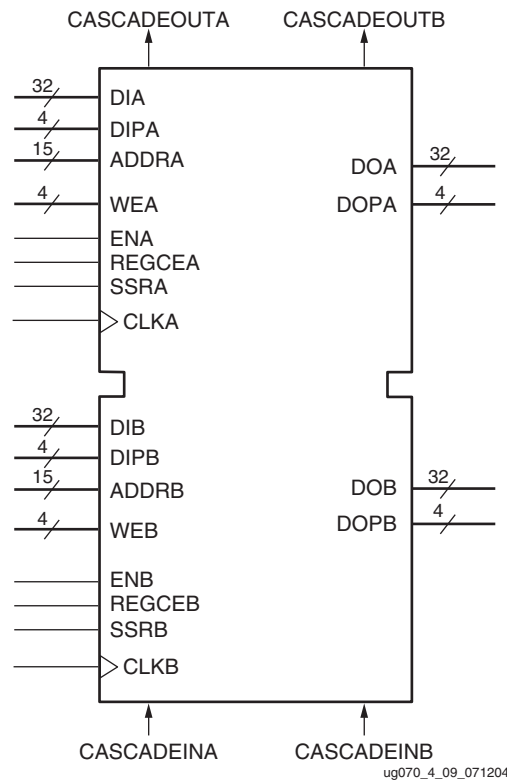 CASCADEOUTA CASCADEOUTB
32 DIA
4 DIPA
15 ADDRA
DOA 32
4 WEA
DOPA 4
ENA
REGCEA
SSRA
CLKA
32 DIB
4 DIPB
15 ADDRB
DOB 32
4 WEB
DOPB 4
ENB
REGCEB
SSRB
CLKB
CASCADEINA CASCADEINB
ug070_4_09_071204